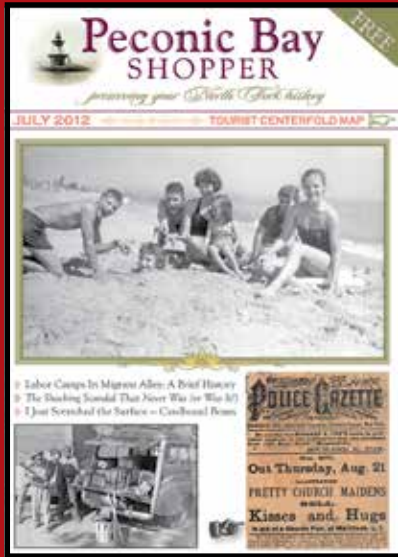 FREE
Peconic Bay
SHOPPER
preserving your North Fork history
JULY 2012
TOURIST CENTERFOLD MAP
Labor Camps In Migrant Alley: A Brief History
The Shocking Scandal That Never Was (or Was It?)
I Just Scratched the Surface – Cardboard Boxes
POLICE GAZETTE
Out Thursday, Aug. 21
ILLUSTRATED
PRETTY CHURCH MAIDENS
Kisses and Hugs